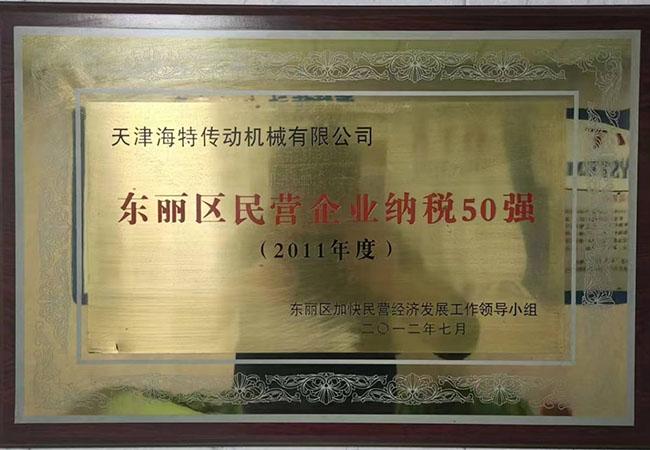 天津海特传动机械有限公司
东丽区民营企业纳税50强
（2011年度）
东丽区加快民营经济发展工作领导小组
二〇一二年七月